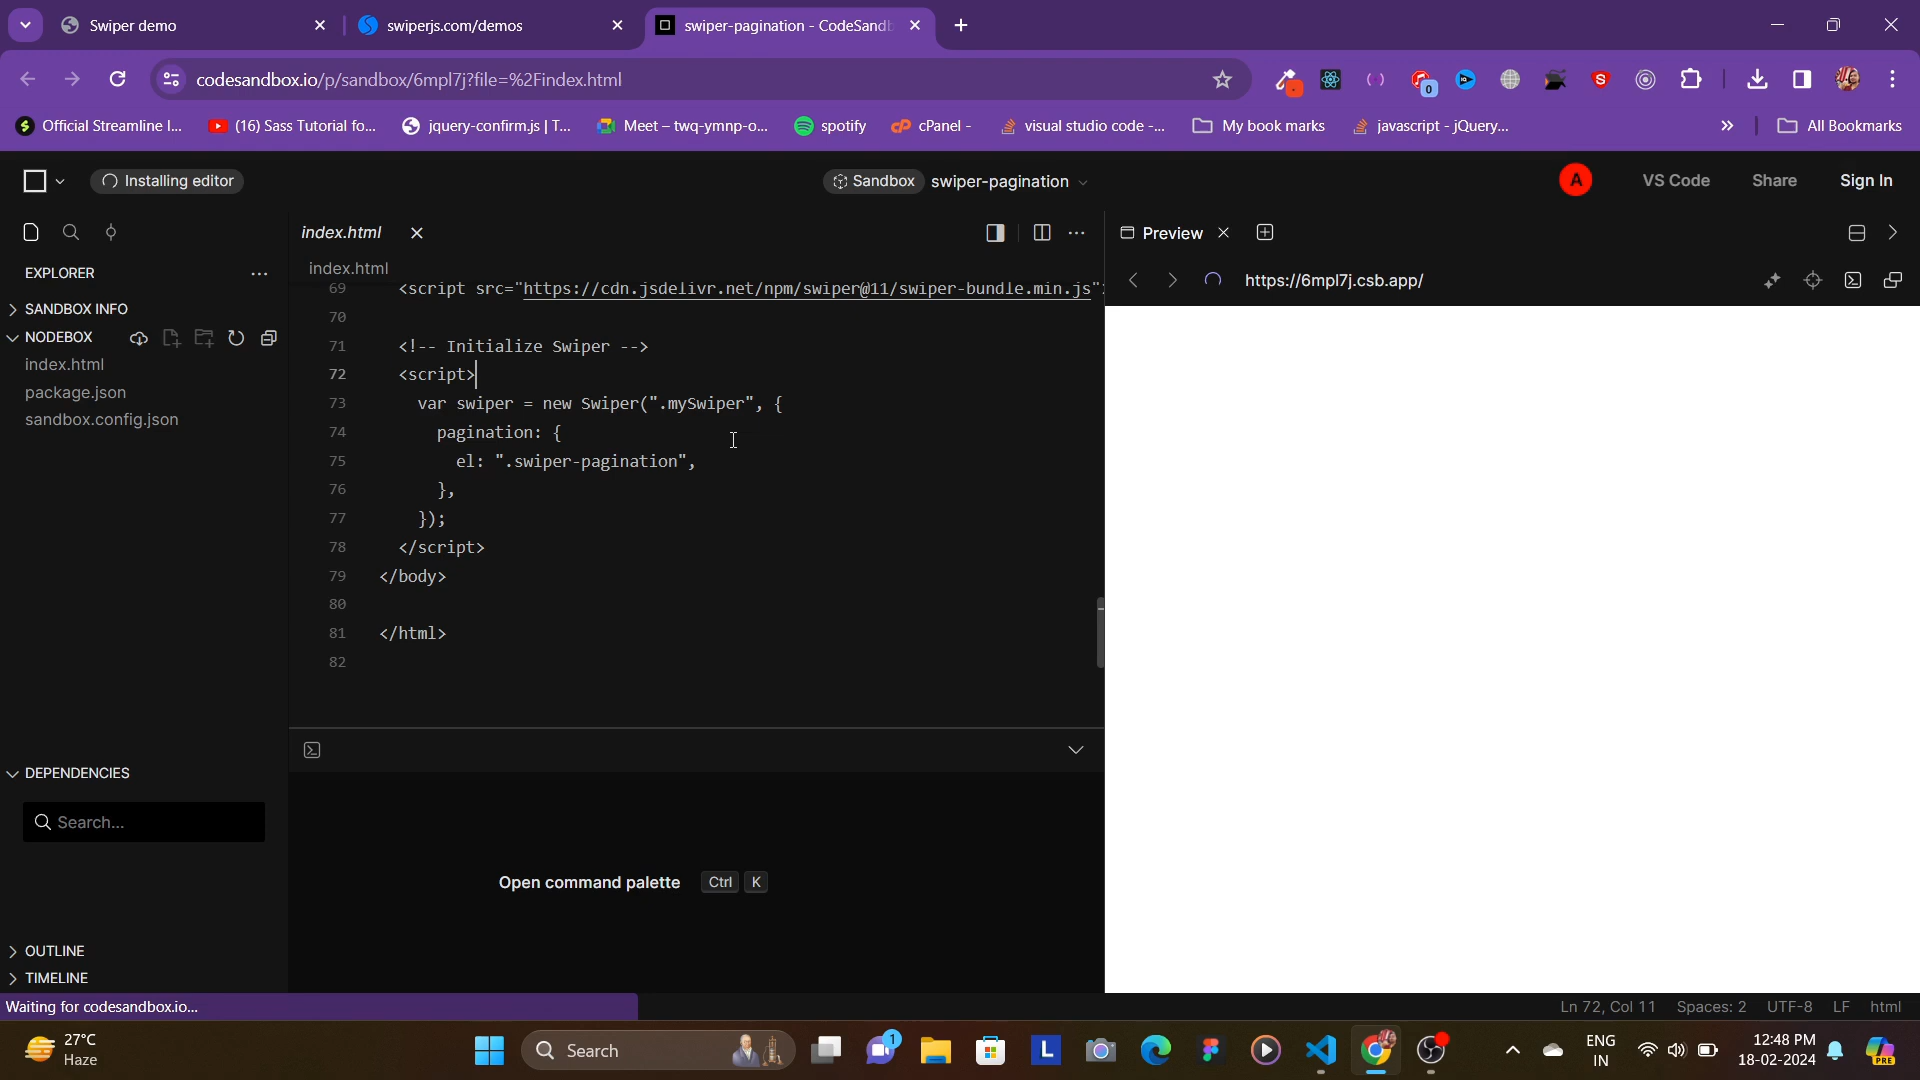 Swiper demo
swiperjs.com/demos
swiper-pagination - CodeSandb
codesandbox.io/p/sandbox/6mpl7j?file=%2Findex.html
0
Official Streamline I...
(16) Sass Tutorial fo...
jquery-confirm.js | T...
Meet – twq-ymnp-o...
spotify
cPanel -
visual studio code -...
My book marks
javascript - jQuery...
All Bookmarks
Installing editor
Sandbox
swiper-pagination
A
VS Code
Share
Sign In
index.html
Preview
EXPLORER
index.html
https://6mpl7j.csb.app/
SANDBOX INFO
NODEBOX
index.html
package.json
sandbox.config.json
69 <script src="https://cdn.jsdelivr.net/npm/swiper@11/swiper-bundle.min.js"
70
71 <!-- Initialize Swiper -->
72 <script>
73 var swiper = new Swiper(".mySwiper", {
74 pagination: {
75 el: ".swiper-pagination",
76 },
77 });
78 </script>
79 </body>
80
81 </html>
82
DEPENDENCIES
Search...
Open command palette Ctrl K
OUTLINE
TIMELINE
Waiting for codesandbox.io...
Ln 72, Col 11
Spaces: 2
UTF-8
LF
html
27°C
Haze
Search
1
L
ENG
IN
12:48 PM
18-02-2024
PRE